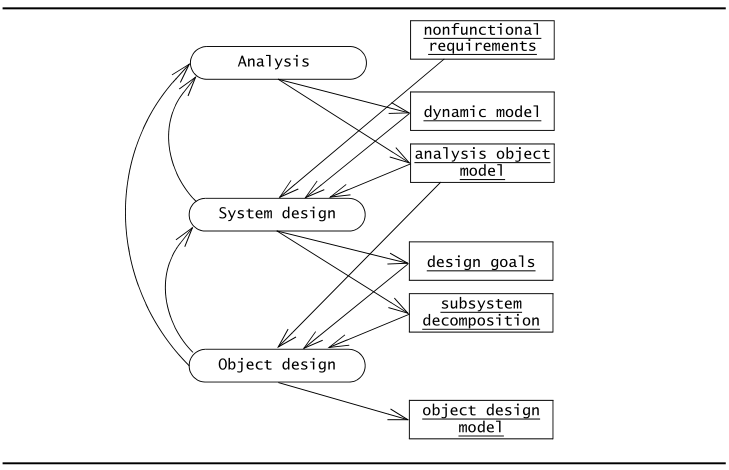 nonfunctional
requirements
Analysis
dynamic model
analysis object
model
System design
design goals
subsystem
decomposition
Object design
object design
model